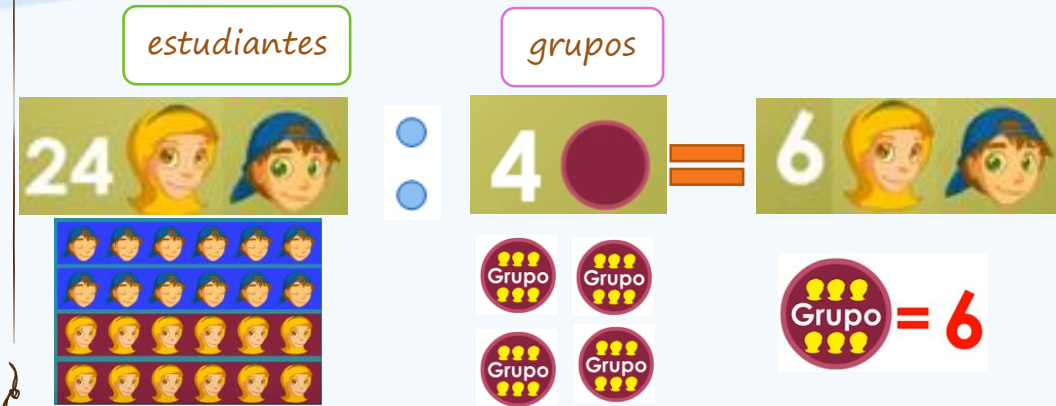 estudiantes
grupos
24
:
4
=
6
Grupo
Grupo
Grupo
Grupo
Grupo = 6